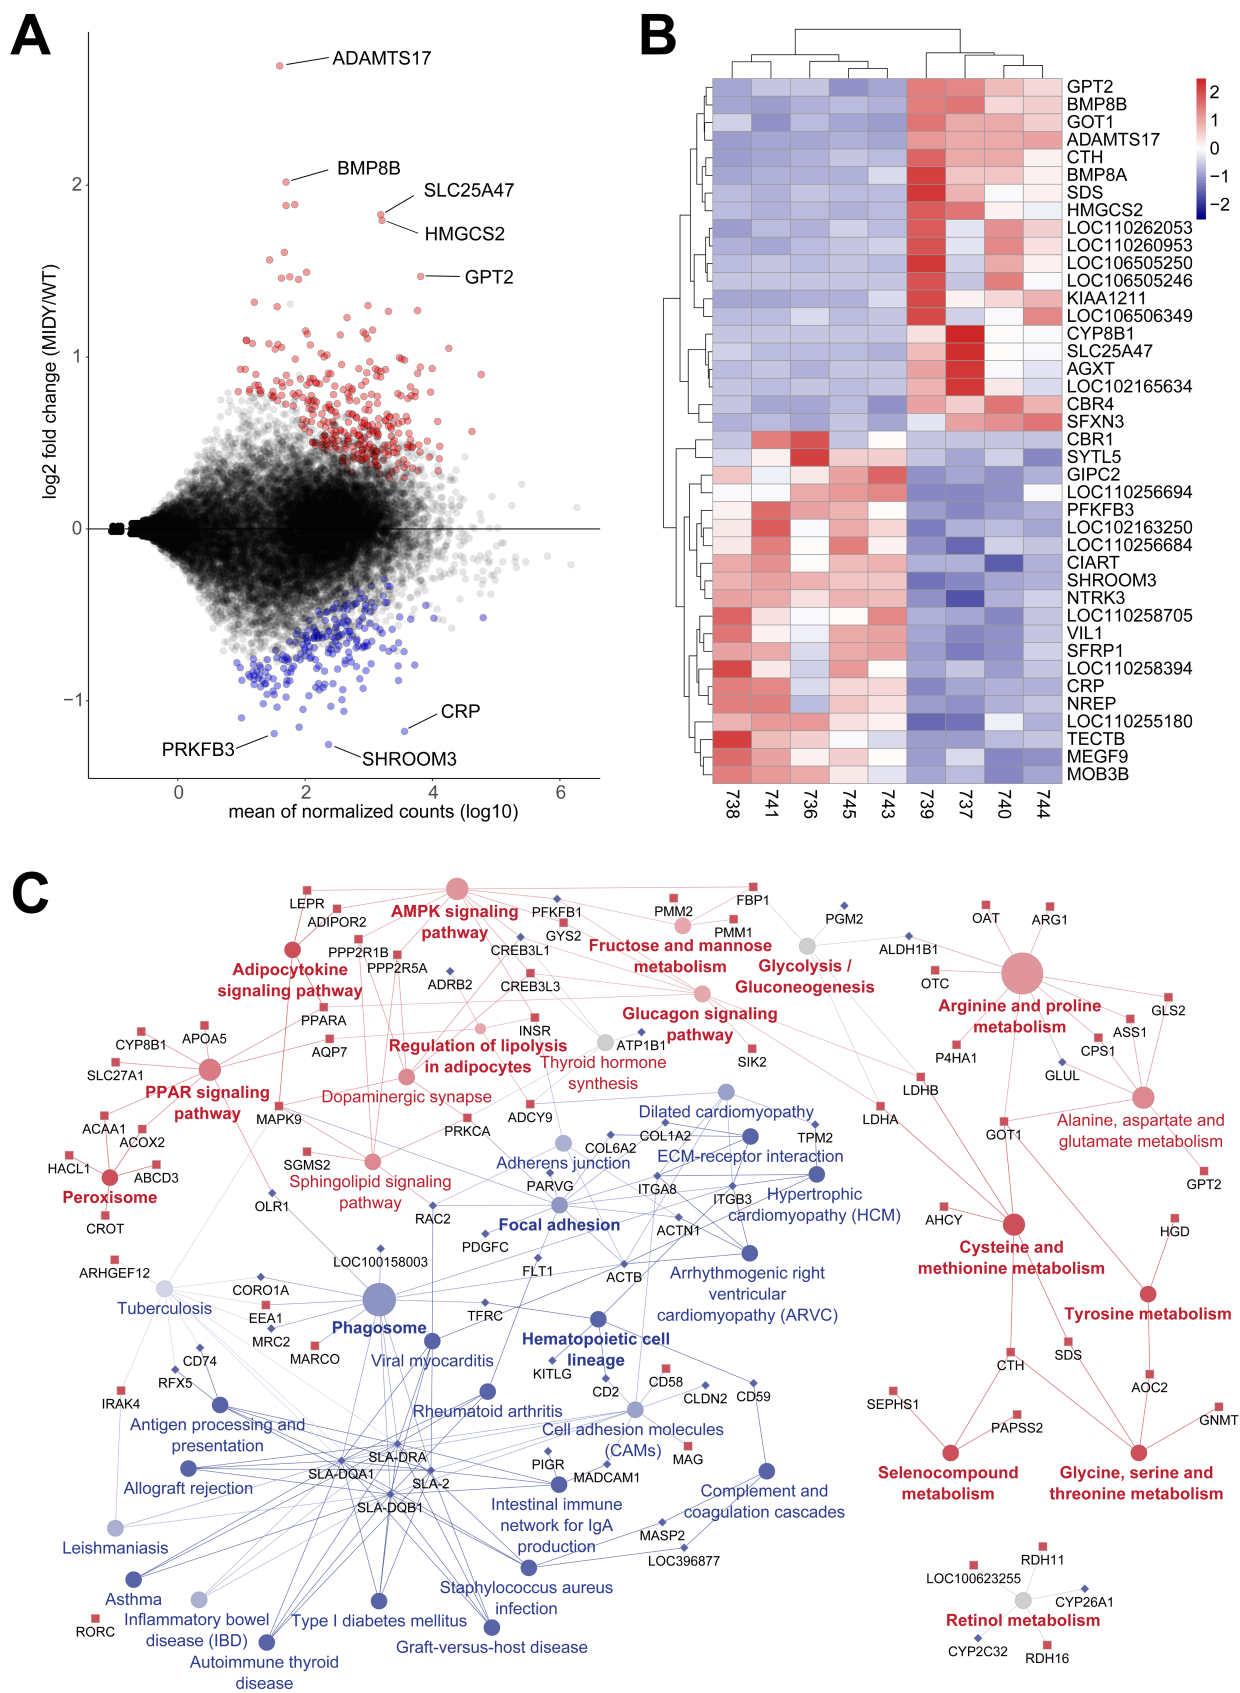 A
ADAMTS17
BMP8B
SLC25A47
HMGCS2
GPT2
CRP
PRKFB3
SHROOM3
2
1
0
−1
log2 fold change (MIDY/WT)
0 2 4 6
mean of normalized counts (log10)
B
GPT2
BMP8B
GOT1
ADAMTS17
CTH
BMP8A
SDS
HMGCS2
LOC110262053
LOC110260953
LOC106505250
LOC106505246
KIAA1211
LOC106506349
CYP8B1
SLC25A47
AGXT
LOC102165634
CBR4
SFXN3
CBR1
SYTL5
GIPC2
LOC110256694
PFKFB3
LOC102163250
LOC110256684
CIART
SHROOM3
NTRK3
LOC110258705
VIL1
SFRP1
LOC110258394
CRP
NREP
LOC110255180
TECTB
MEGF9
MOB3B
2
1
0
−1
−2
738 741 736 745 743 739 737 740 744
C
LEPR
ADIPOR2
AMPK signaling
pathway
PFKFB1
GYS2
PMM2
FBP1
PMM1
PGM2
OAT
ARG1
PPP2R1B
PPP2R5A
CREB3L1
Fructose and mannose
metabolism
ALDH1B1
Adipocytokine
signaling pathway
ADRB2
CREB3L3
Glycolysis /
Gluconeogenesis
OTC
Arginine and proline
metabolism
GLS2
PPARA
INSR
Glucagon signaling
pathway
ASS1
CYP8B1
APOA5
AQP7
Regulation of lipolysis
in adipocytes
ATP1B1
SIK2
P4HA1
CPS1
SLC27A1
Thyroid hormone
synthesis
GLUL
PPAR signaling
pathway
Dopaminergic synapse
LDHB
MAPK9
ADCY9
Dilated cardiomyopathy
LDHA
Alanine, aspartate and
glutamate metabolism
ACAA1
ACOX2
PRKCA
COL6A2
COL1A2
TPM2
GOT1
HACL1
ABCD3
SGMS2
Adherens junction
ECM-receptor interaction
Peroxisome
Sphingolipid signaling
pathway
PARVG
ITGA8
ITGB3
Hypertrophic
cardiomyopathy (HCM)
GPT2
CROT
OLR1
RAC2
Focal adhesion
ACTN1
AHCY
HGD
PDGFC
Cysteine and
methionine metabolism
ARHGEF12
LOC100158003
FLT1
ACTB
Arrhythmogenic right
ventricular
cardiomyopathy (ARVC)
Tuberculosis
CORO1A
EEA1
MRC2
Phagosome
TFRC
Tyrosine metabolism
MARCO
Hematopoietic cell
lineage
CD74
RFX5
Viral myocarditis
KITLG
CD2
CD58
CTH
SDS
IRAK4
CLDN2
CD59
AOC2
Antigen processing and
presentation
Rheumatoid arthritis
SEPHS1
PAPSS2
GNMT
Cell adhesion molecules
(CAMs)
SLA-DRA
SLA-DQA1
SLA-2
SLA-DQB1
PIGR
MADCAM1
MAG
Allograft rejection
Intestinal immune
network for IgA
production
Complement and
coagulation cascades
Selenocompound
metabolism
Glycine, serine and
threonine metabolism
Leishmaniasis
MASP2
LOC396877
Asthma
Staphylococcus aureus
infection
RORC
Inflammatory bowel
disease (IBD)
Type I diabetes mellitus
Graft-versus-host disease
Autoimmune thyroid
disease
LOC100623255
RDH11
CYP26A1
Retinol metabolism
CYP2C32
RDH16